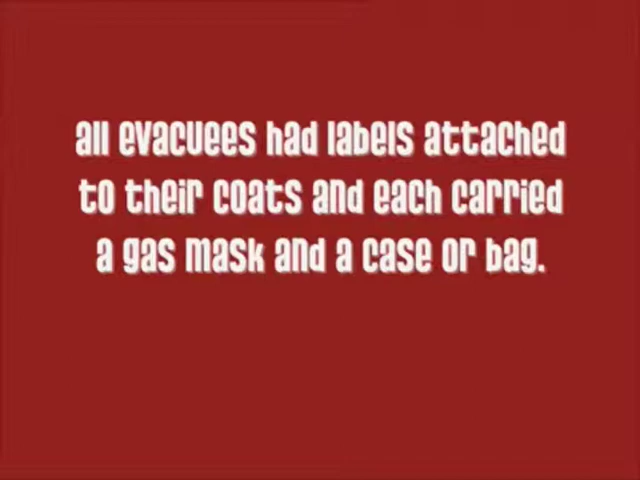 all evacuees had labels attached
to their coats and each carried
a gas mask and a case or bag.